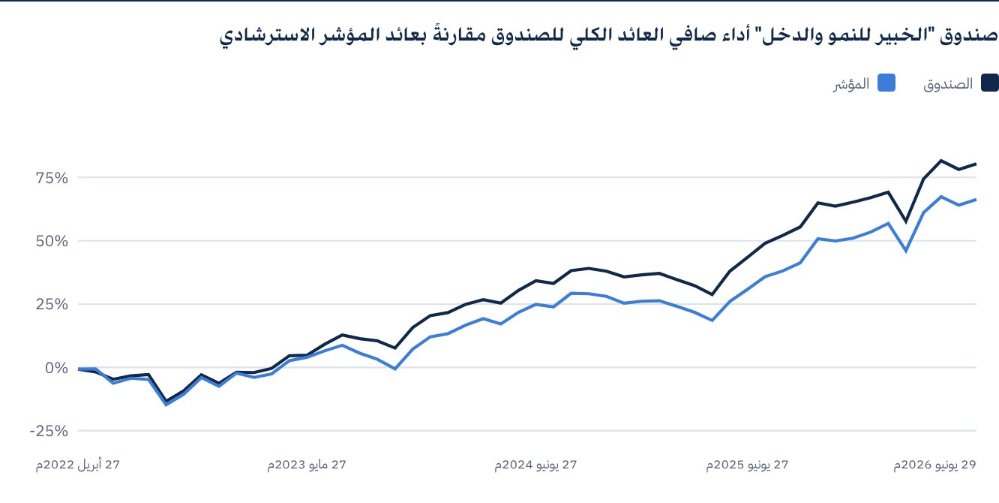 صندوق "الخبير للنمو والدخل" أداء صافي العائد الكلي للصندوق مقارنةً بعائد المؤشر الاسترشادي
الصندوق
المؤشر
75%
50%
25%
0%
-25%
27 أبريل 2022م
27 مايو 2023م
27 يونيو 2024م
27 يونيو 2025م
29 يونيو 2026م